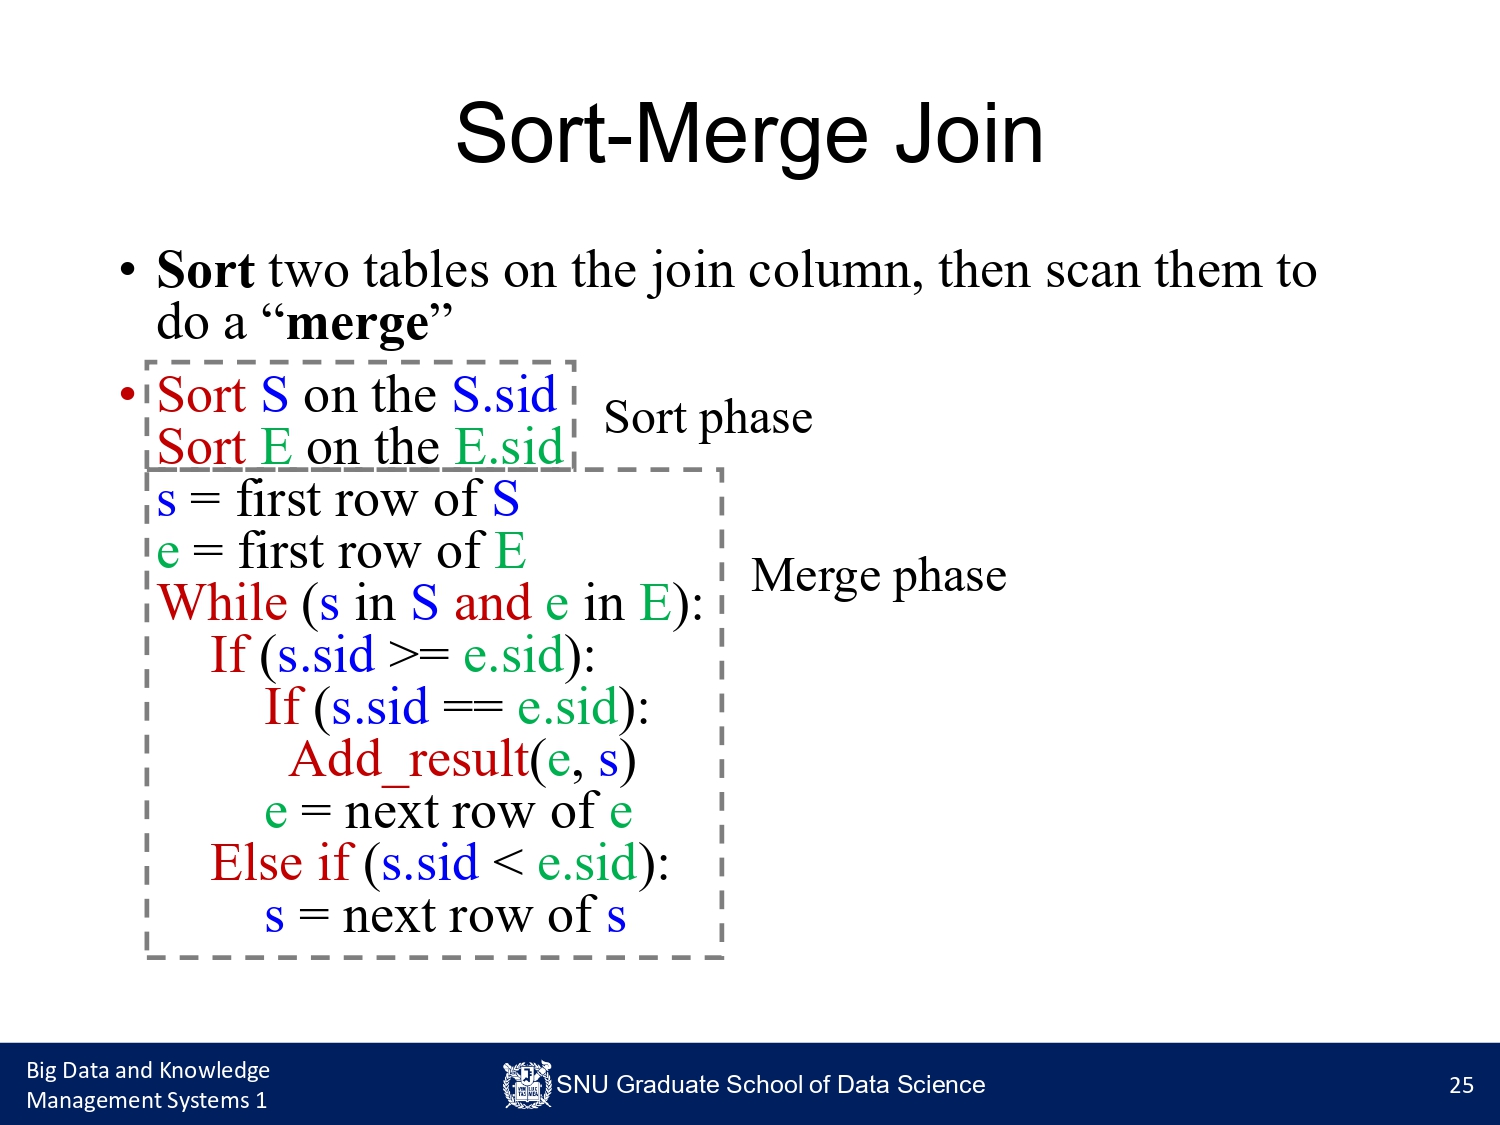 Sort-Merge Join
• Sort two tables on the join column, then scan them to
do a “merge”
• Sort S on the S.sid
Sort E on the E.sid
Sort phase
s = first row of S
e = first row of E
While (s in S and e in E):
If (s.sid >= e.sid):
If (s.sid == e.sid):
Add_result(e, s)
e = next row of e
Else if (s.sid < e.sid):
s = next row of s
Merge phase
Big Data and Knowledge
Management Systems 1
SNU Graduate School of Data Science
25